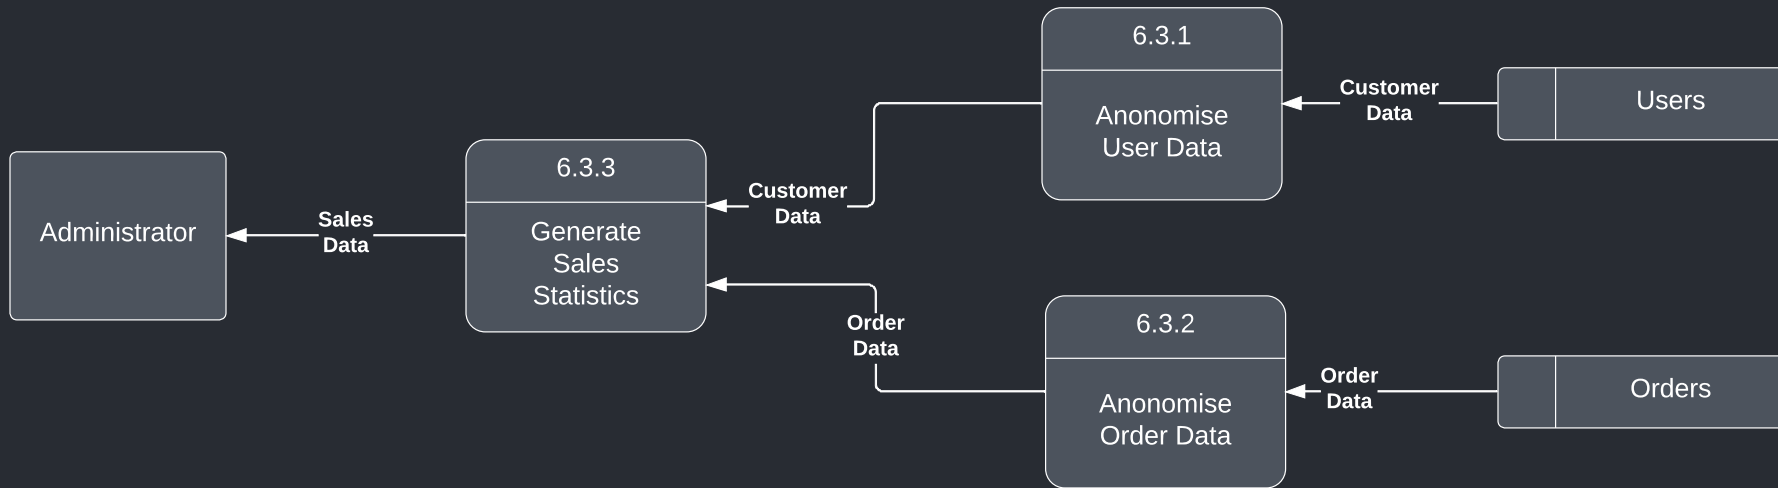 6.3.1
Anonomise
User Data
Customer
Data
Users
6.3.3
Generate
Sales
Statistics
Customer
Data
Administrator
Sales
Data
Order
Data
6.3.2
Anonomise
Order Data
Order
Data
Orders